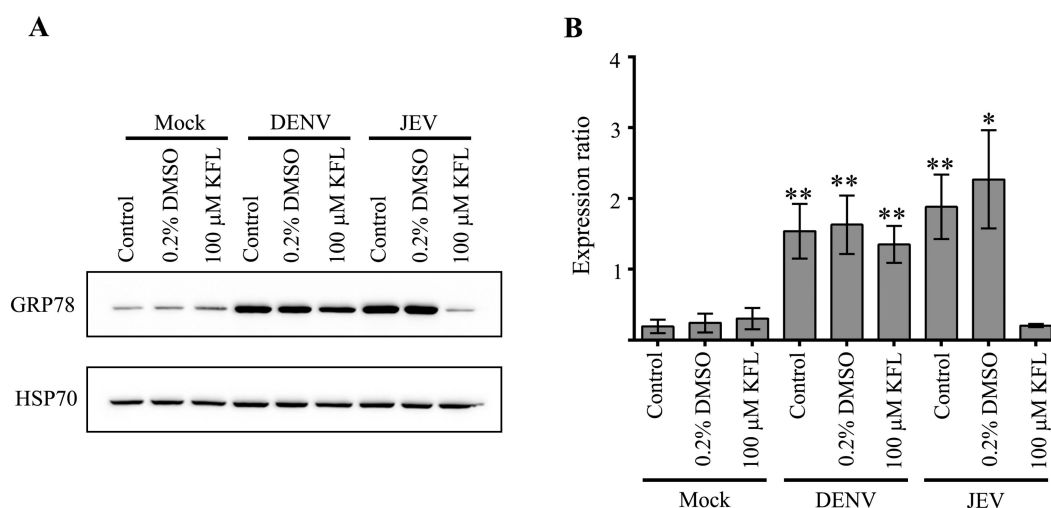 A
Mock DENV JEV
Control 0.2% DMSO 100 µM KFL Control 0.2% DMSO 100 µM KFL Control 0.2% DMSO 100 µM KFL
GRP78
HSP70
B
Expression ratio
4
3
2
1
** ** ** ** *
Control 0.2% DMSO 100 µM KFL Control 0.2% DMSO 100 µM KFL Control 0.2% DMSO 100 µM KFL
Mock DENV JEV